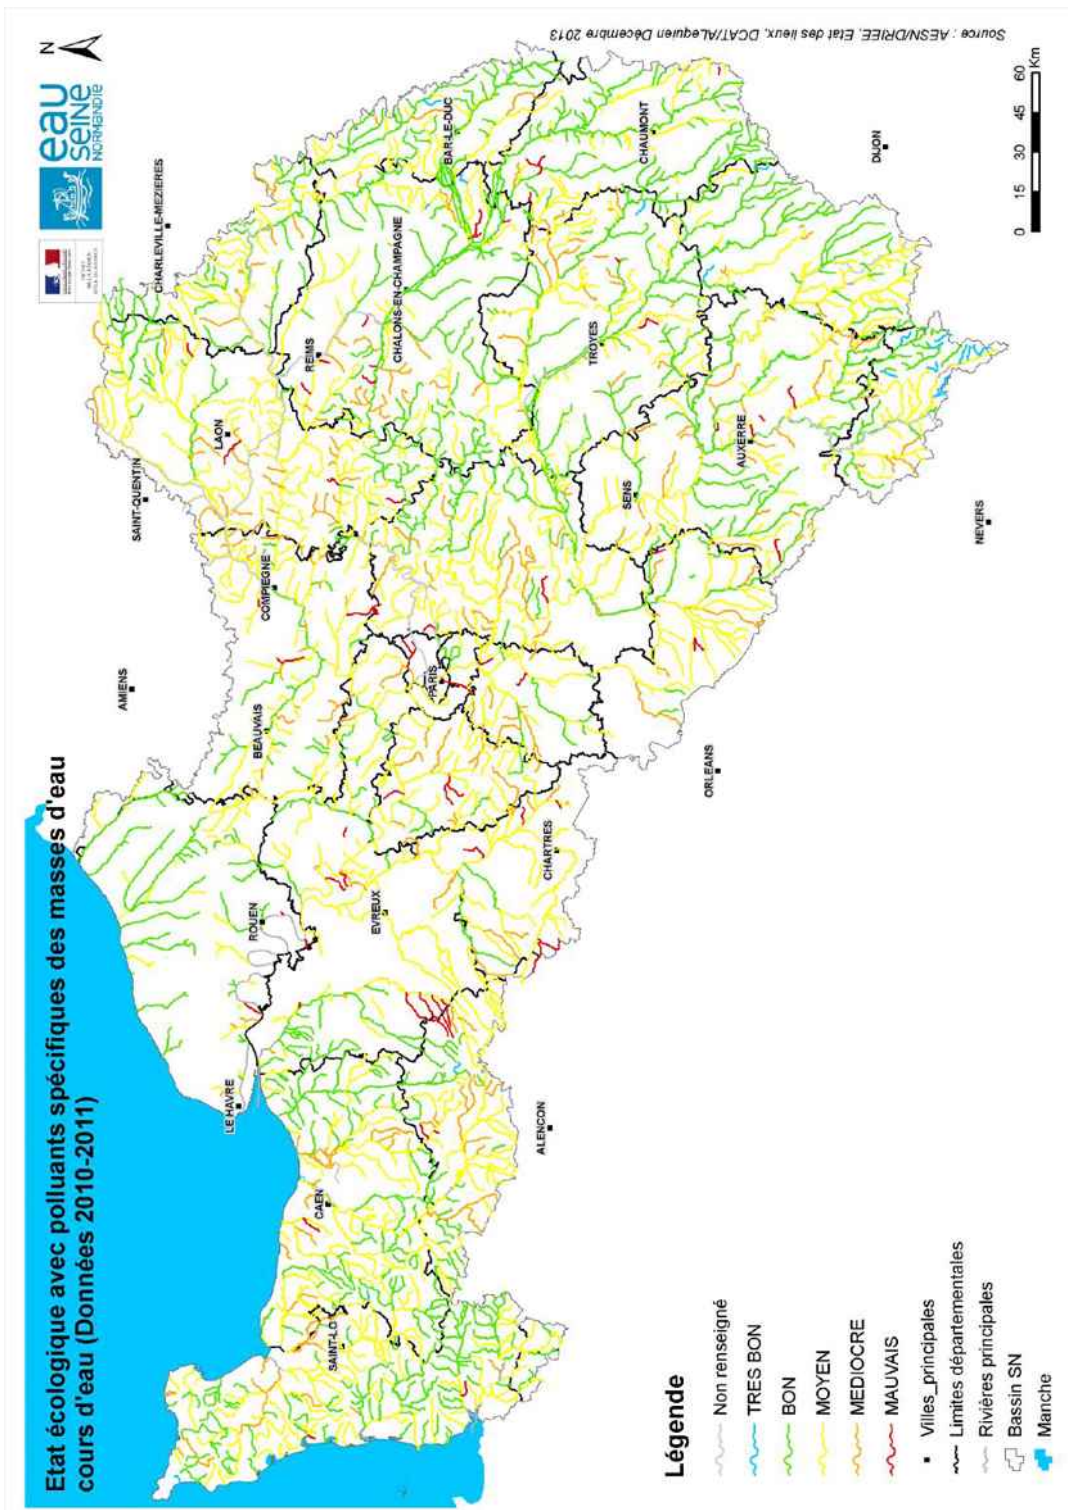 Etat écologique avec polluants spécifiques des masses d'eau
cours d'eau (Données 2010-2011)
eau
SEINE
NORMANDIE
N
CHARLEVILLE-MEZIERES
SAINT-QUENTIN
AMIENS
LAON
COMPIEGNE
BEAUVAIS
ROUEN
LE HAVRE
REIMS
BAR-LE-DUC
CHALONS-EN-CHAMPAGNE
PARIS
EVREUX
CAEN
SAINT-LO
CHARTRES
ALENCON
TROYES
CHAUMONT
SENS
AUXERRE
ORLEANS
DIJON
NEVERS
Légende
Non renseigné
TRES BON
BON
MOYEN
MEDIOCRE
MAUVAIS
Villes_principales
Limites départementales
Rivières principales
Bassin SN
Manche
0 15 30 45 60 Km
Source : AESN/DRIEE, Etat des lieux, DCAT/ALequien Décembre 2013